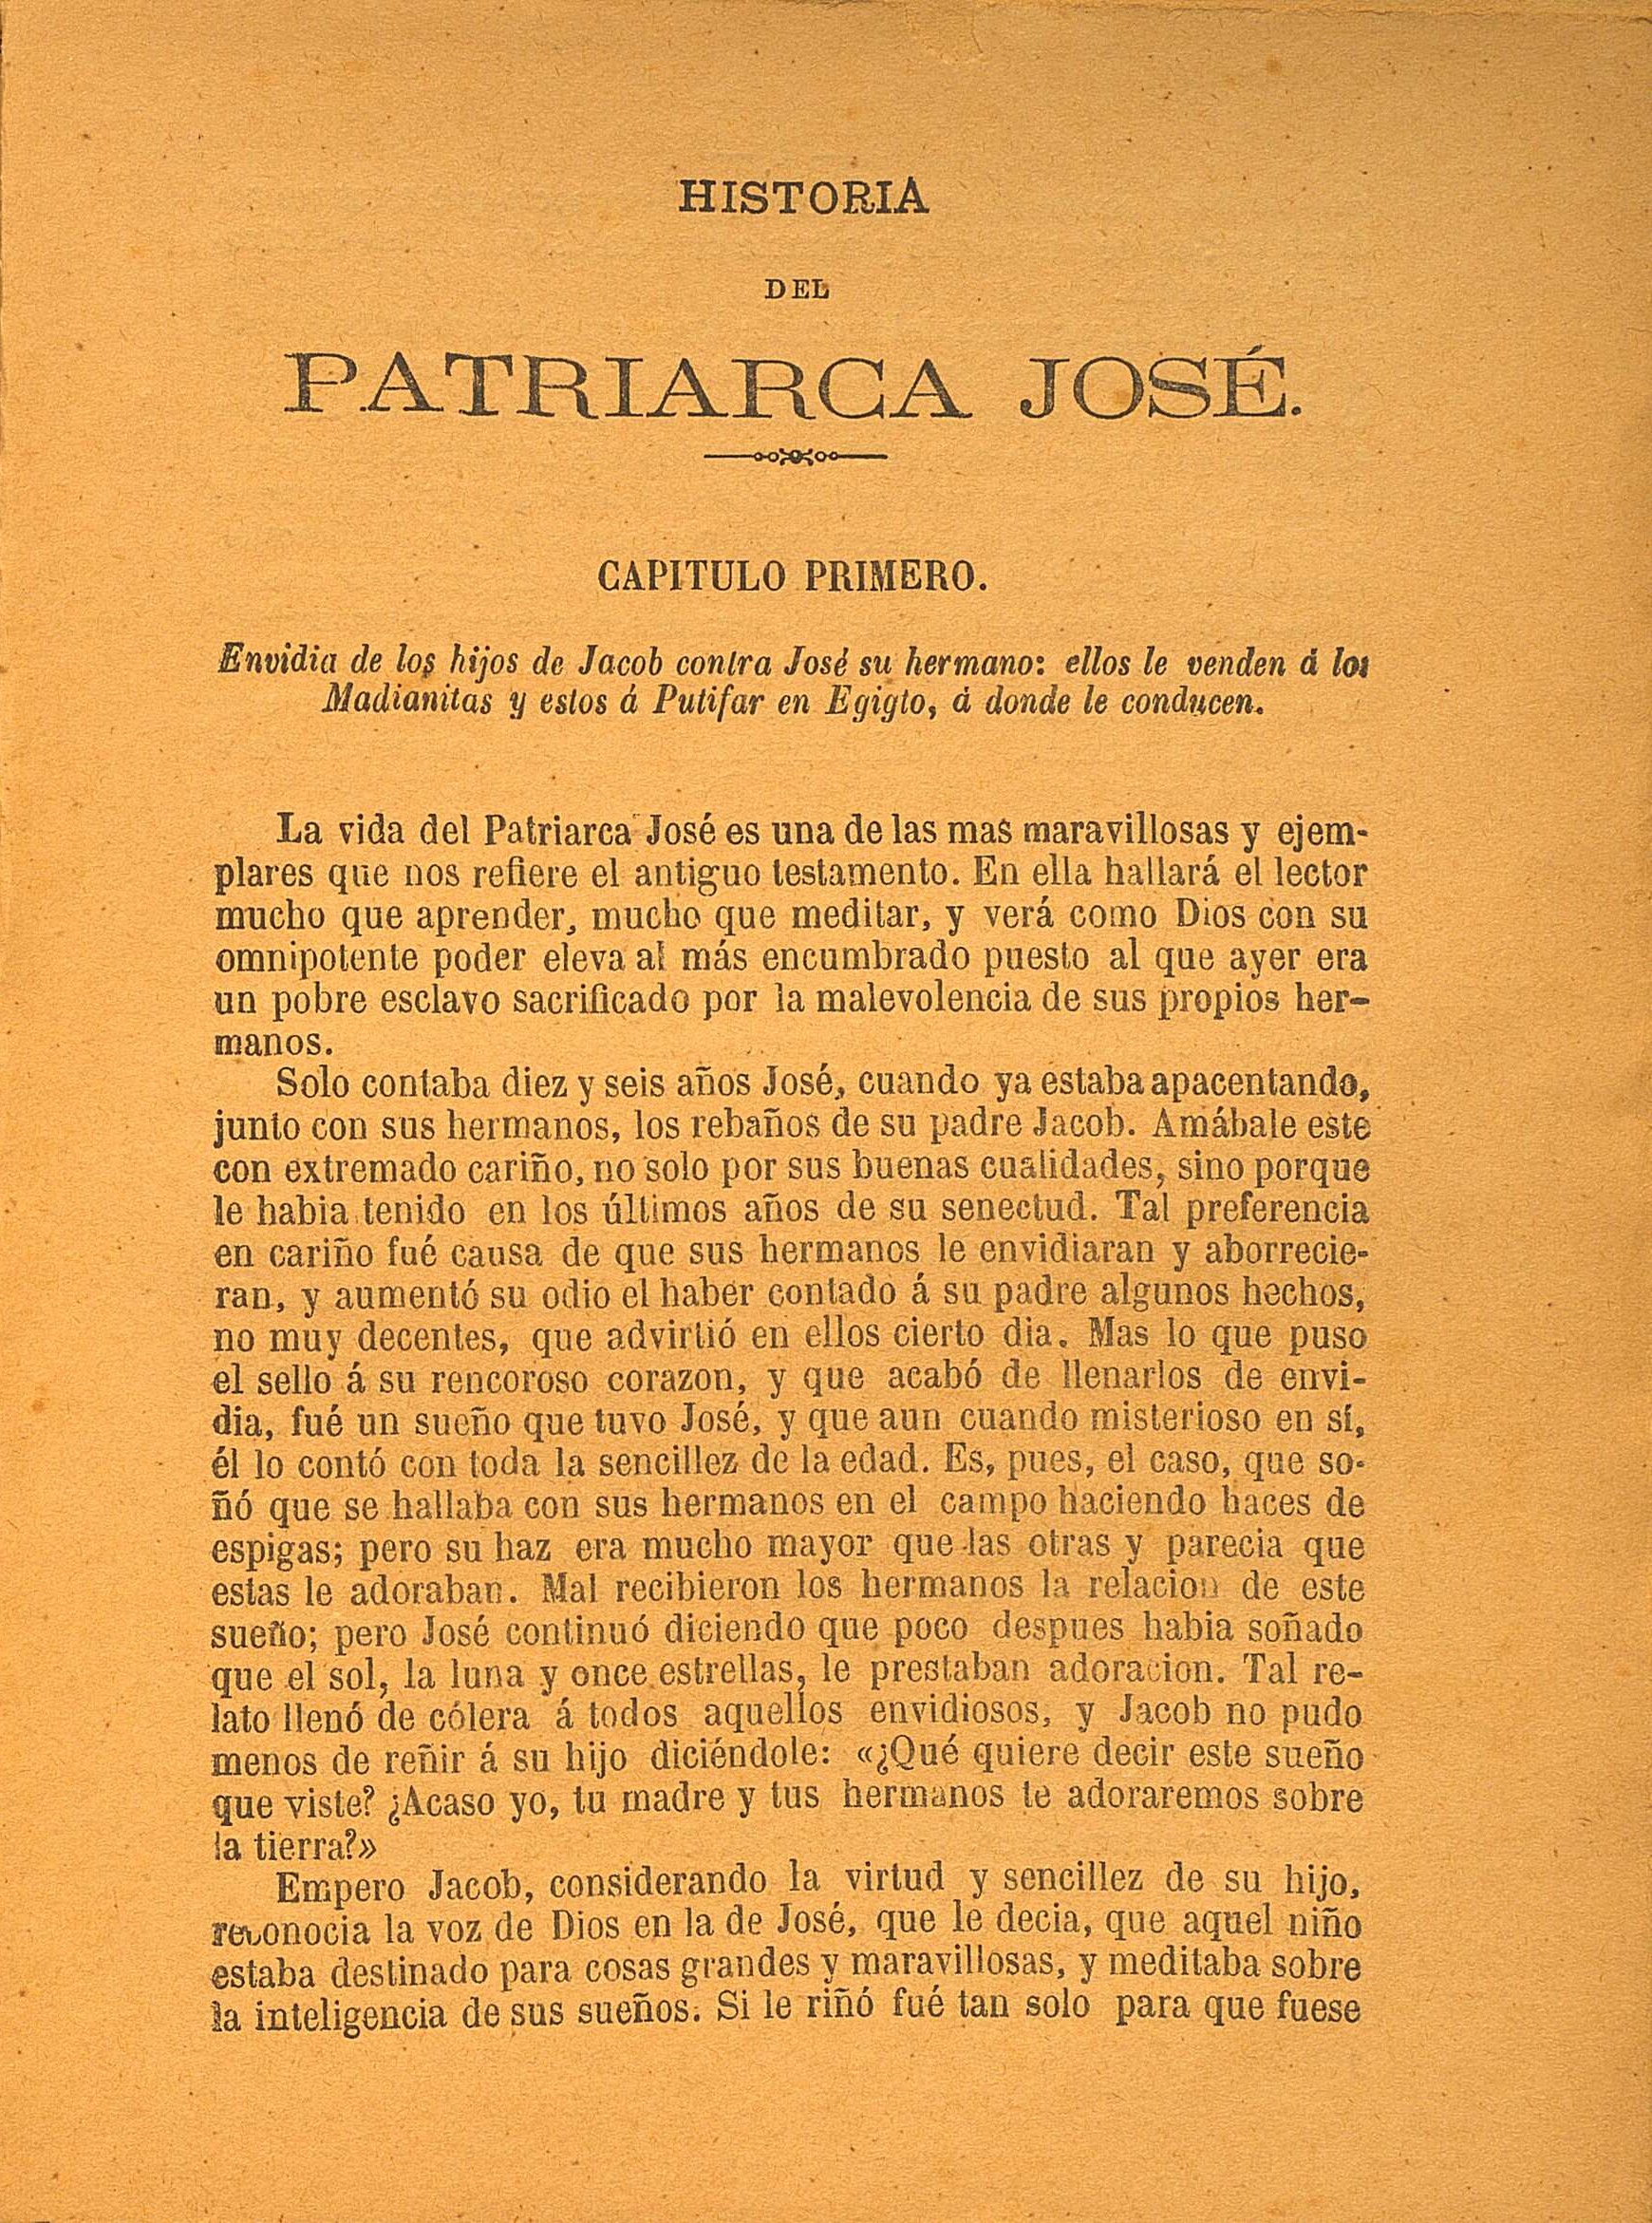 HISTORIA
DEL
PATRIARCA JOSÉ.
CAPITULO PRIMERO.
Envidia de los hijos de Jacob contra José su hermano: ellos le venden á los
Madianitas y estos á Putifar en Egigto, á donde le conducen.
La vida del Patriarca José es una de las mas maravillosas y ejem-
plares que nos refiere el antiguo testamento. En ella hallará el lector
mucho que aprender, mucho que meditar, y verá como Dios con su
omnipotente poder eleva al más encumbrado puesto al que ayer era
un pobre esclavo sacrificado por la malevolencia de sus propios her-
manos.
Solo contaba diez y seis años José, cuando ya estaba apacentando,
junto con sus hermanos, los rebaños de su padre Jacob. Amábale este
con extremado cariño, no solo por sus buenas cualidades, sino porque
le habia tenido en los últimos años de su senectud. Tal preferencia
en cariño fué causa de que sus hermanos le envidiaran y aborrecie-
ran, y aumentó su odio el haber contado á su padre algunos hechos,
no muy decentes, que advirtió en ellos cierto dia. Mas lo que puso
el sello á su rencoroso corazon, y que acabó de llenarlos de envi-
dia, fué un sueño que tuvo José, y que aun cuando misterioso en sí,
él lo contó con toda la sencillez de la edad. Es, pues, el caso, que so-
ñó que se hallaba con sus hermanos en el campo haciendo haces de
espigas; pero su haz era mucho mayor que las otras y parecia que
estas le adoraban. Mal recibieron los hermanos la relacion de este
sueño; pero José continuó diciendo que poco despues habia soñado
que el sol, la luna y once estrellas, le prestaban adoracion. Tal re-
lato llenó de cólera á todos aquellos envidiosos, y Jacob no pudo
menos de reñir á su hijo diciéndole: «¿Qué quiere decir este sueño
que viste? ¿Acaso yo, tu madre y tus hermanos te adoraremos sobre
la tierra?»
Empero Jacob, considerando la virtud y sencillez de su hijo,
reconocia la voz de Dios en la de José, que le decia, que aquel niño
estaba destinado para cosas grandes y maravillosas, y meditaba sobre
la inteligencia de sus sueños. Si le riñó fué tan solo para que fuese